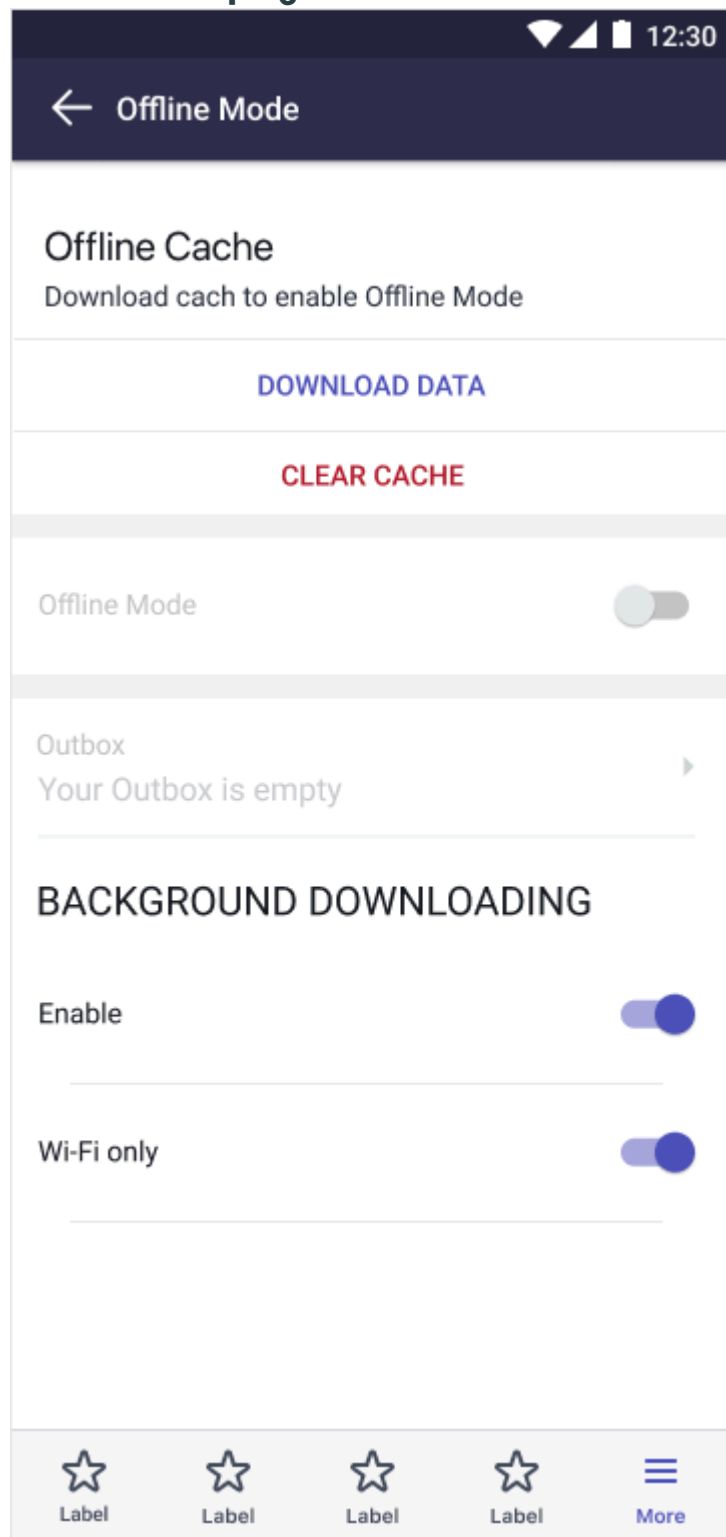 12:30
Offline Mode
Offline Cache
Download cach to enable Offline Mode
DOWNLOAD DATA
CLEAR CACHE
Offline Mode
Outbox
Your Outbox is empty
BACKGROUND DOWNLOADING
Enable
Wi-Fi only
Label Label Label Label More